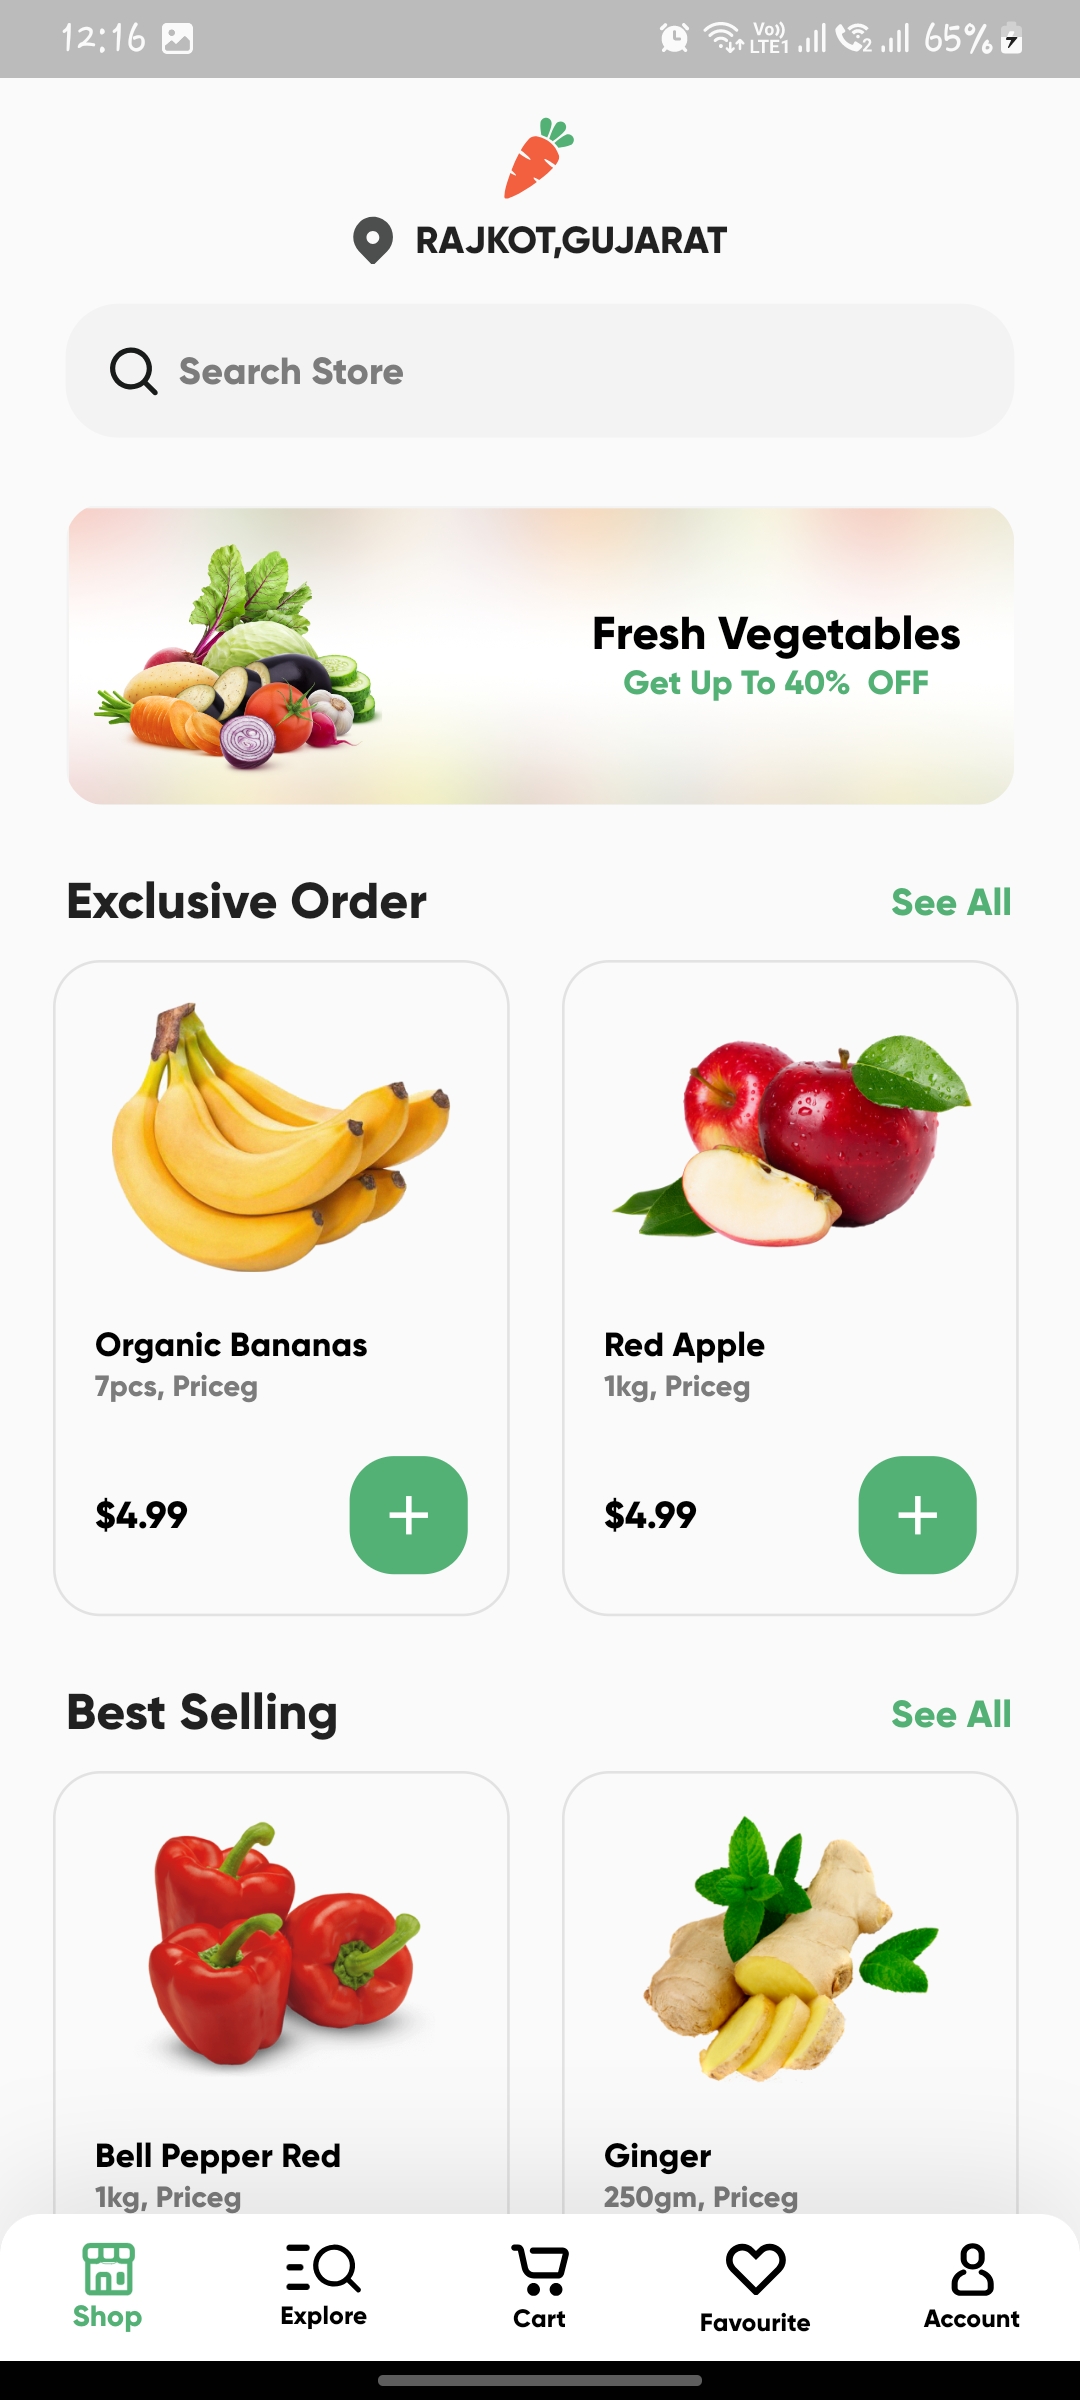 12:16
Vo)) LTE1
2
65%
RAJKOT,GUJARAT
Search Store
Fresh Vegetables
Get Up To 40% OFF
Exclusive Order
See All
Organic Bananas
7pcs, Priceg
$4.99
Red Apple
1kg, Priceg
$4.99
Best Selling
See All
Bell Pepper Red
1kg, Priceg
Ginger
250gm, Priceg
Shop
Explore
Cart
Favourite
Account